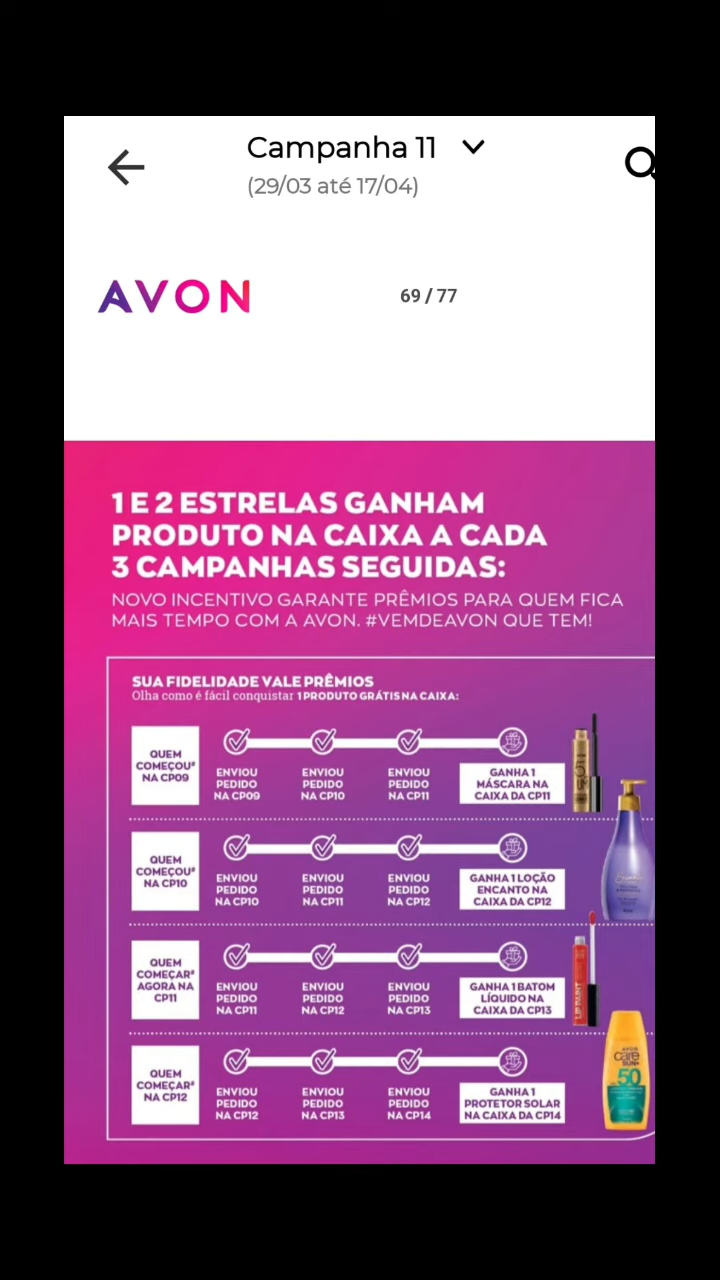 Campanha 11
(29/03 até 17/04)
AVON
69 / 77
1 E 2 ESTRELAS GANHAM
PRODUTO NA CAIXA A CADA
3 CAMPANHAS SEGUIDAS:
NOVO INCENTIVO GARANTE PRÊMIOS PARA QUEM FICA
MAIS TEMPO COM A AVON. #VEMDEAVON QUE TEM!
SUA FIDELIDADE VALE PRÊMIOS
Olha como é fácil conquistar 1 PRODUTO GRÁTIS NA CAIXA:
QUEM
COMEÇOU#
NA CP09
ENVIOU
PEDIDO
NA CP09
ENVIOU
PEDIDO
NA CP10
ENVIOU
PEDIDO
NA CP11
GANHA 1
MÁSCARA NA
CAIXA DA CP11
QUEM
COMEÇOU#
NA CP10
ENVIOU
PEDIDO
NA CP10
ENVIOU
PEDIDO
NA CP11
ENVIOU
PEDIDO
NA CP12
GANHA 1 LOÇÃO
ENCANTO NA
CAIXA DA CP12
QUEM
COMEÇAR#
AGORA NA
CP11
ENVIOU
PEDIDO
NA CP11
ENVIOU
PEDIDO
NA CP12
ENVIOU
PEDIDO
NA CP13
GANHA 1 BATOM
LÍQUIDO NA
CAIXA DA CP13
LIP PAINT
QUEM
COMEÇAR#
NA CP12
ENVIOU
PEDIDO
NA CP12
ENVIOU
PEDIDO
NA CP13
ENVIOU
PEDIDO
NA CP14
GANHA 1
PROTETOR SOLAR
NA CAIXA DA CP14
AVON
care
SUN+
50